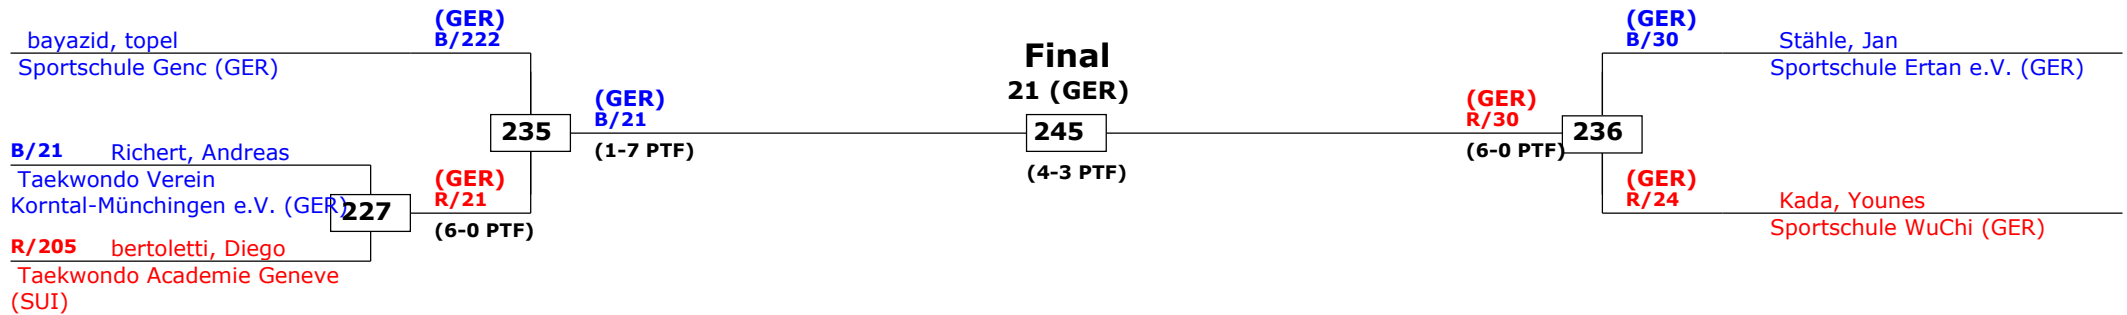 (GER)
B/222
bayazid, topel
Sportschule Genc (GER)
B/21 Richert, Andreas
Taekwondo Verein
Korntal-Münchingen e.V. (GER)
227
R/205 bertoletti, Diego
Taekwondo Academie Geneve
(SUI)
(GER)
R/21
(6-0 PTF)
235
(GER)
B/21
(1-7 PTF)
Final
21 (GER)
245
(4-3 PTF)
(GER)
R/30
(6-0 PTF)
236
(GER)
B/30
Stähle, Jan
Sportschule Ertan e.V. (GER)
(GER)
R/24
Kada, Younes
Sportschule WuChi (GER)